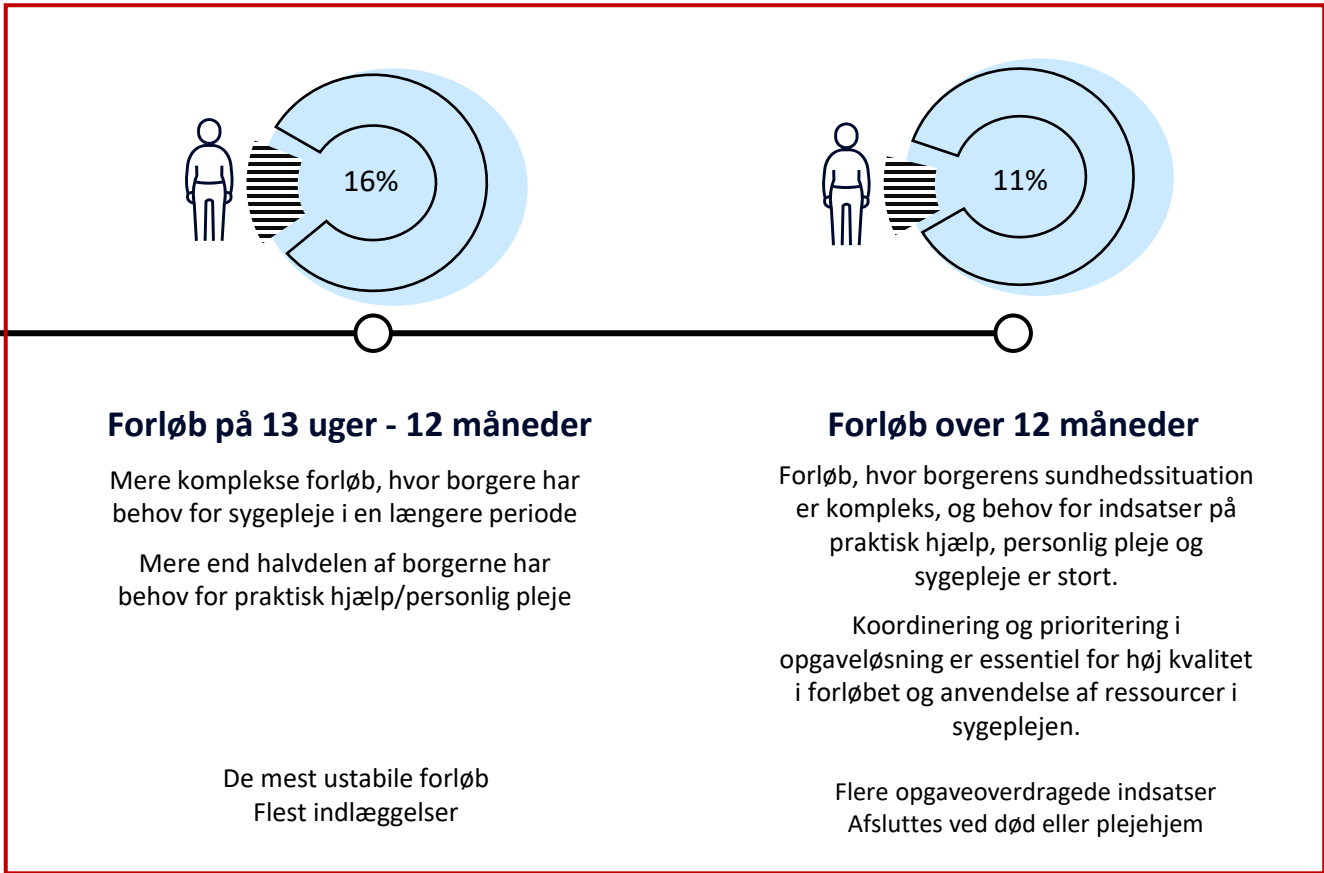 16%
11%
Forløb på 13 uger - 12 måneder
Mere komplekse forløb, hvor borgere har
behov for sygepleje i en længere periode
Mere end halvdelen af borgerne har
behov for praktisk hjælp/personlig pleje
De mest ustabile forløb
Flest indlæggelser
Forløb over 12 måneder
Forløb, hvor borgerens sundhedssituation
er kompleks, og behov for indsatser på
praktisk hjælp, personlig pleje og
sygepleje er stort.
Koordinering og prioritering i
opgaveløsning er essentiel for høj kvalitet
i forløbet og anvendelse af ressourcer i
sygeplejen.
Flere opgaveoverdragede indsatser
Afsluttes ved død eller plejehjem